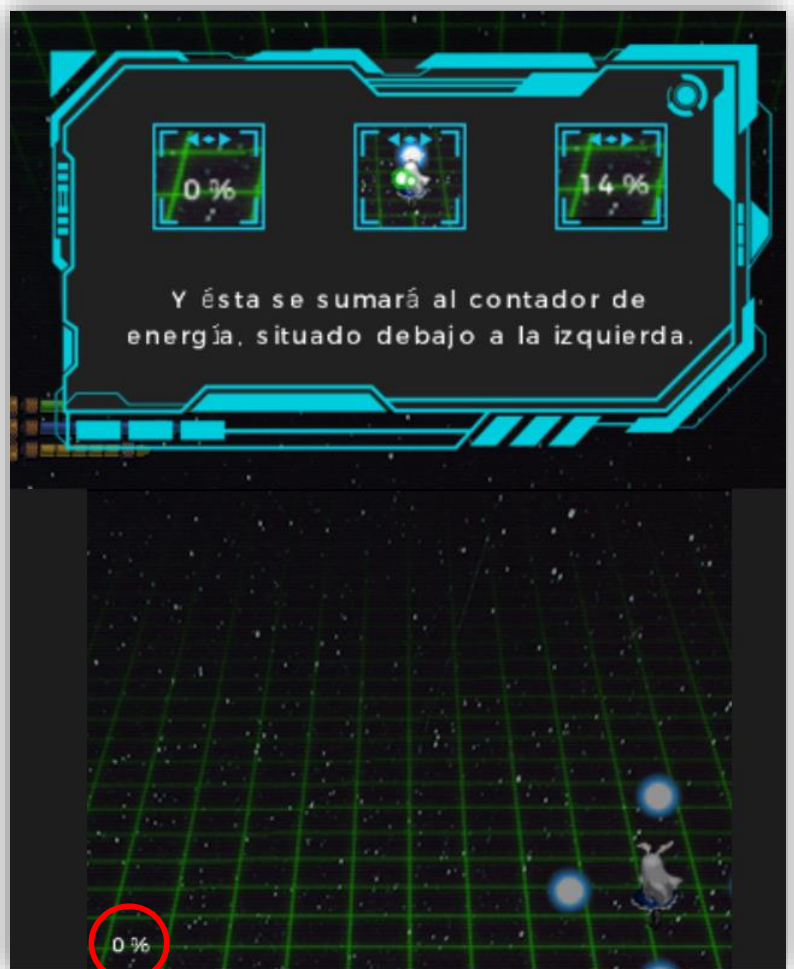 0 %
14 %
Y ésta se sumará al contador de
energía, situado debajo a la izquierda.
0 %